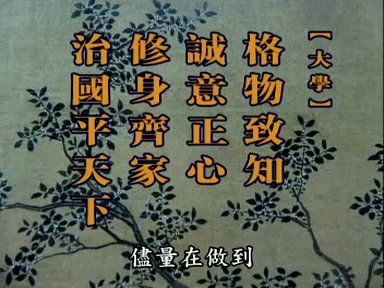 【大學】
格物致知
誠意正心
修身齊家
治國平天下
儘量在做到